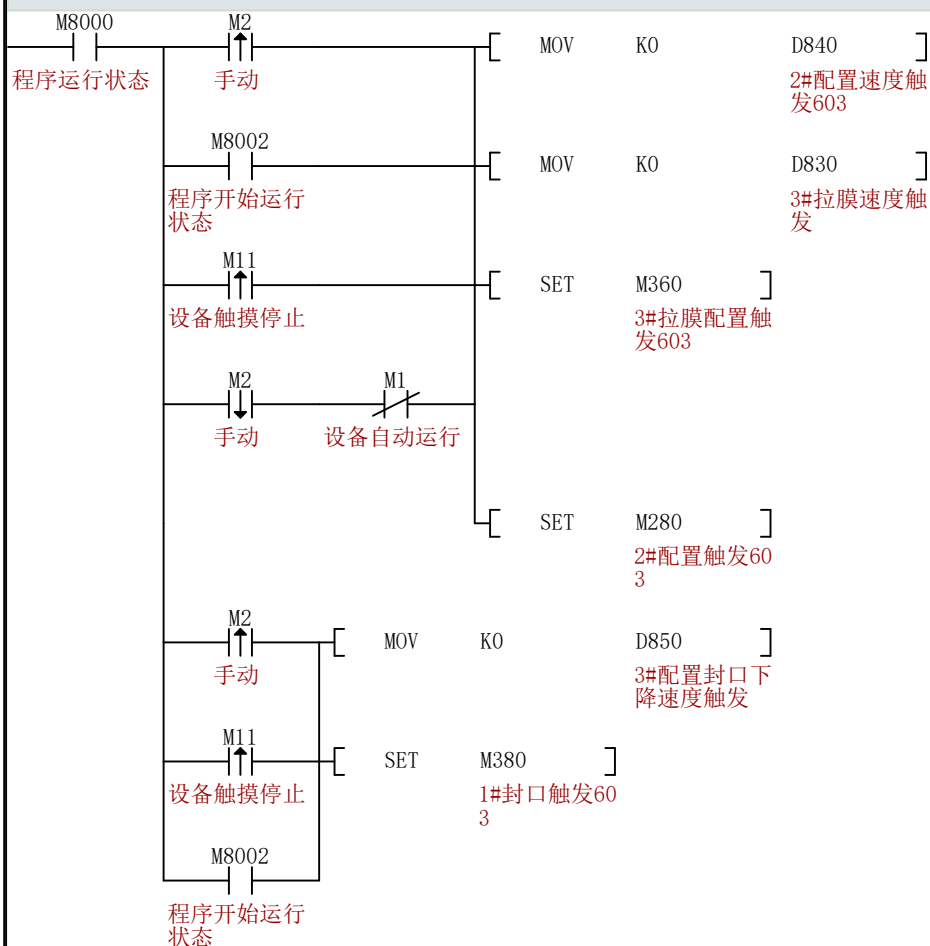 M8000 M2
MOV K0 D840
程序运行状态 手动 2#配置速度触
发603
M8002
MOV K0 D830
程序开始运行 3#拉膜速度触
状态 发
M11
SET M360
设备触摸停止 3#拉膜配置触
发603
M2 M1
手动 设备自动运行
SET M280
2#配置触发60
3
M2
MOV K0 D850
手动 3#配置封口下
降速度触发
M11
SET M380
设备触摸停止 1#封口触发60
3
M8002
程序开始运行
状态